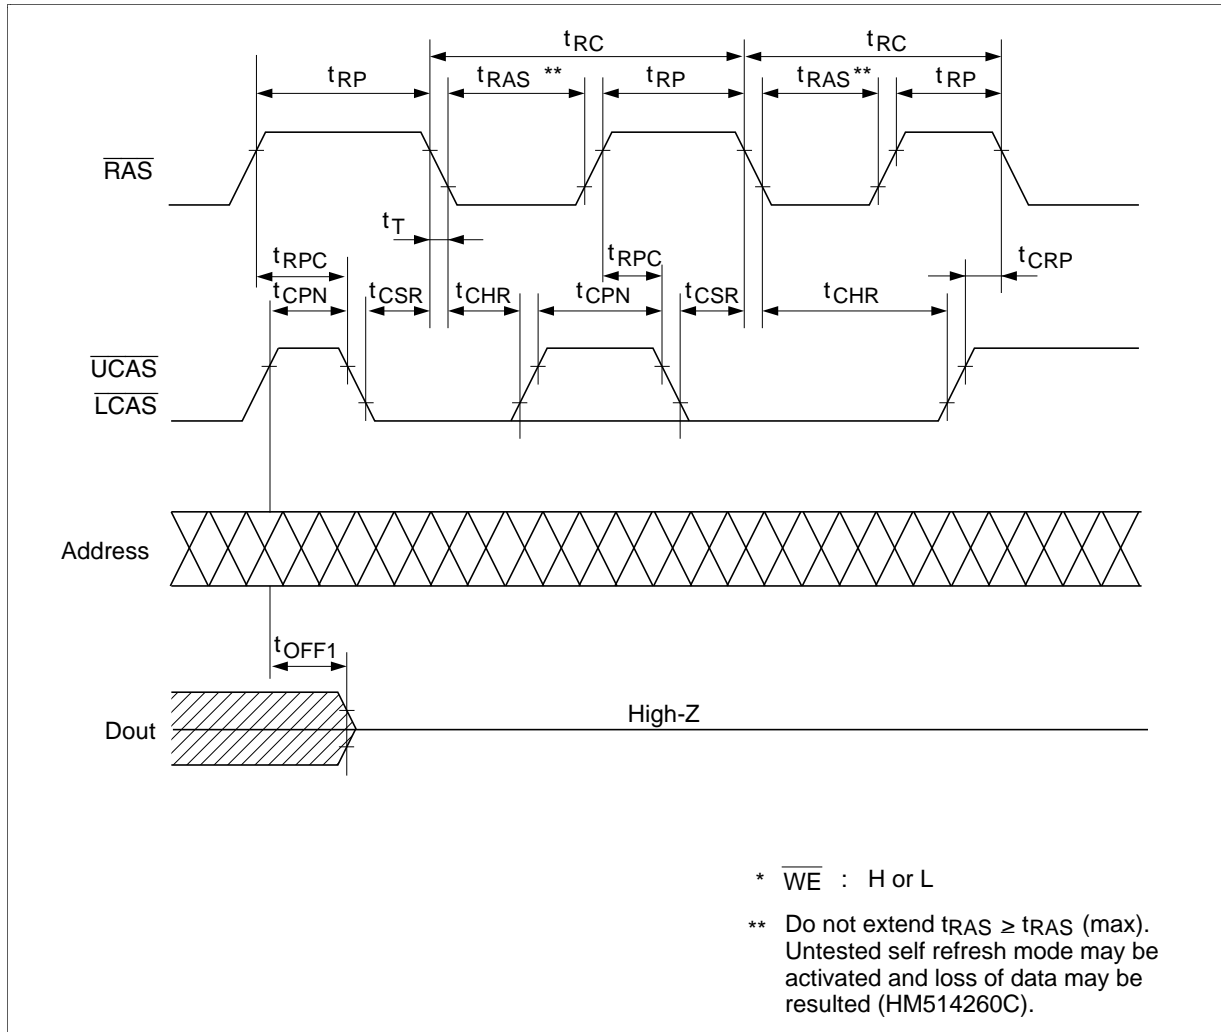 tRC tRC
tRP tRAS ** tRP tRAS ** tRP
RAS
tT
tRPC tRPC tCRP
tCPN tCSR tCHR tCPN tCSR tCHR
UCAS
LCAS
Address
tOFF1
High-Z
Dout
* WE : H or L
** Do not extend tRAS ≥ tRAS (max).
Untested self refresh mode may be
activated and loss of data may be
resulted (HM514260C).